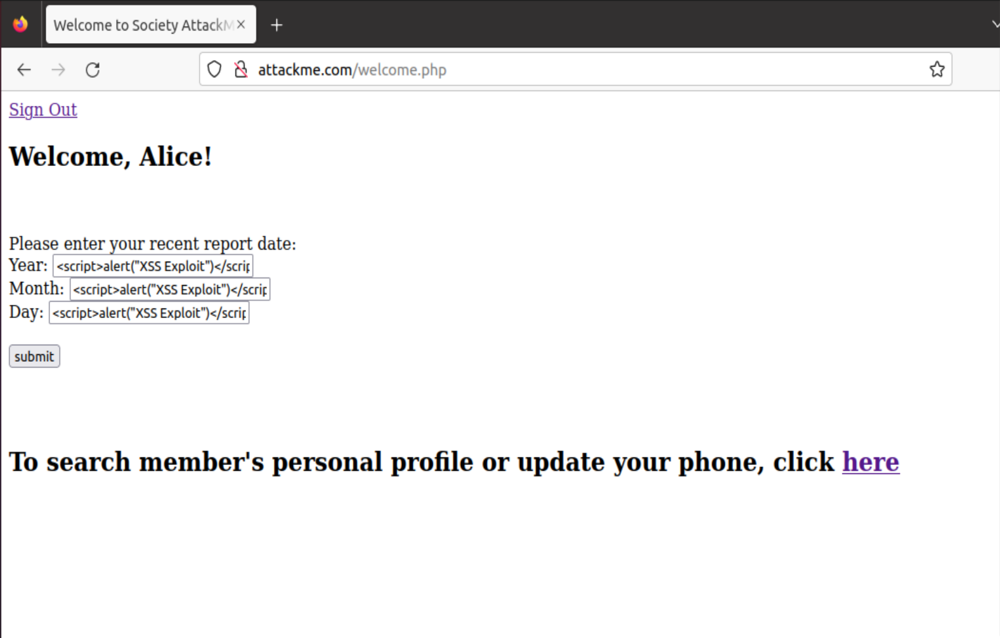 Welcome to Society AttackM
attackme.com/welcome.php
Sign Out
Welcome, Alice!
Please enter your recent report date:
Year: <script>alert("XSS Exploit")</scrip
Month: <script>alert("XSS Exploit")</scrip
Day: <script>alert("XSS Exploit")</scrip
submit
To search member's personal profile or update your phone, click here